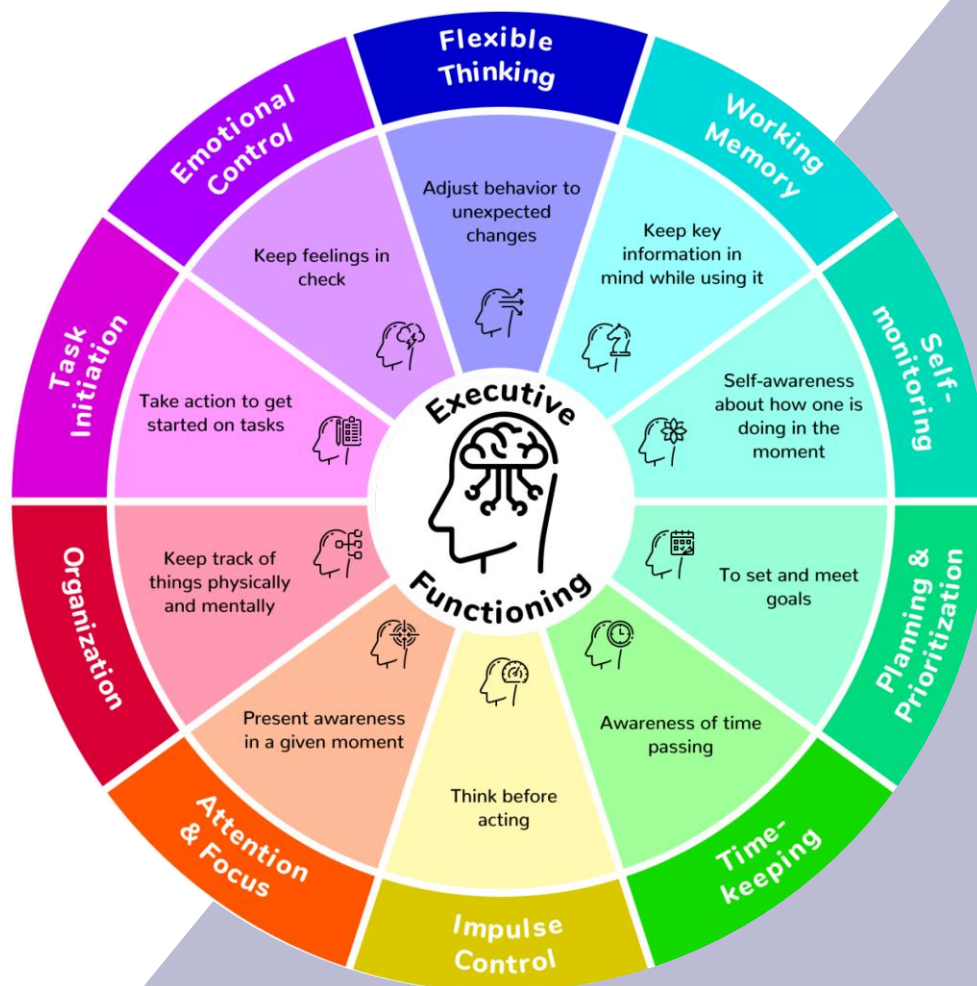 Flexible
Thinking
Adjust behavior to
unexpected
changes
Working
Memory
Keep key
information in
mind while using it
Self-
monitoring
Self-awareness
about how one is
doing in the
moment
Planning &
Prioritization
To set and meet
goals
Time-
keeping
Awareness of time
passing
Impulse
Control
Think before
acting
Attention
& Focus
Present awareness
in a given moment
Organization
Keep track of
things physically
and mentally
Task
Initiation
Take action to get
started on tasks
Emotional
Control
Keep feelings in
check
Executive
Functioning